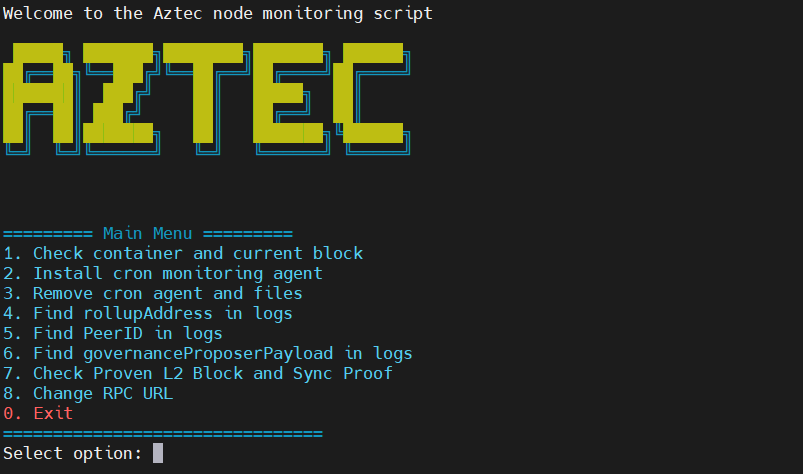 Welcome to the Aztec node monitoring script
AZTEC
========= Main Menu =========
1. Check container and current block
2. Install cron monitoring agent
3. Remove cron agent and files
4. Find rollupAddress in logs
5. Find PeerID in logs
6. Find governanceProposerPayload in logs
7. Check Proven L2 Block and Sync Proof
8. Change RPC URL
0. Exit
================================
Select option: